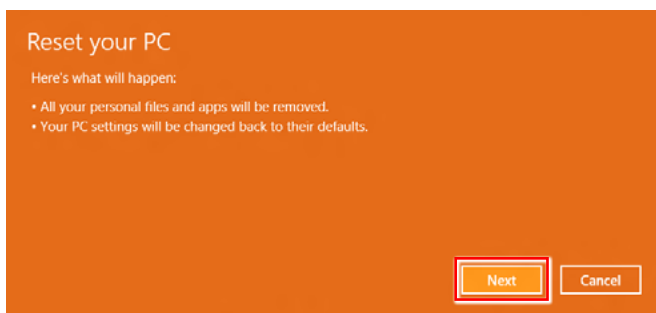 Reset your PC
Here's what will happen:
• All your personal files and apps will be removed.
• Your PC settings will be changed back to their defaults.
Next Cancel